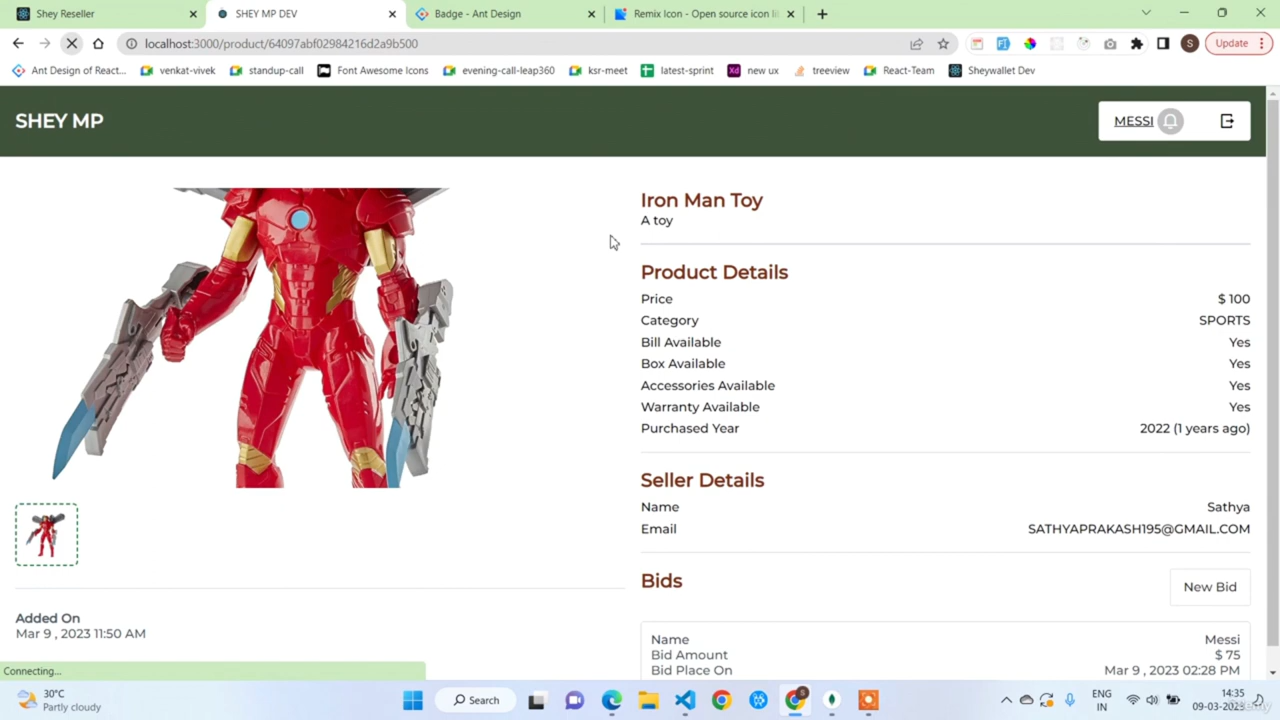 Shey Reseller
SHEY MP DEV
Badge - Ant Design
Remix Icon - Open source icon li
localhost:3000/product/64097abf02984216d2a9b500
Update
Ant Design of React...
venkat-vivek
standup-call
Font Awesome Icons
evening-call-leap360
ksr-meet
latest-sprint
new ux
treeview
React-Team
Sheywallet Dev
SHEY MP
MESSI
Iron Man Toy
A toy
Product Details
Price $ 100
Category SPORTS
Bill Available Yes
Box Available Yes
Accessories Available Yes
Warranty Available Yes
Purchased Year 2022 (1 years ago)
Seller Details
Name Sathya
Email SATHYAPRAKASH195@GMAIL.COM
Bids New Bid
Name Messi
Bid Amount $ 75
Bid Place On Mar 9 , 2023 02:28 PM
Added On
Mar 9 , 2023 11:50 AM
Connecting...
30°C
Partly cloudy
Search
ENG
IN
14:35
09-03-2023